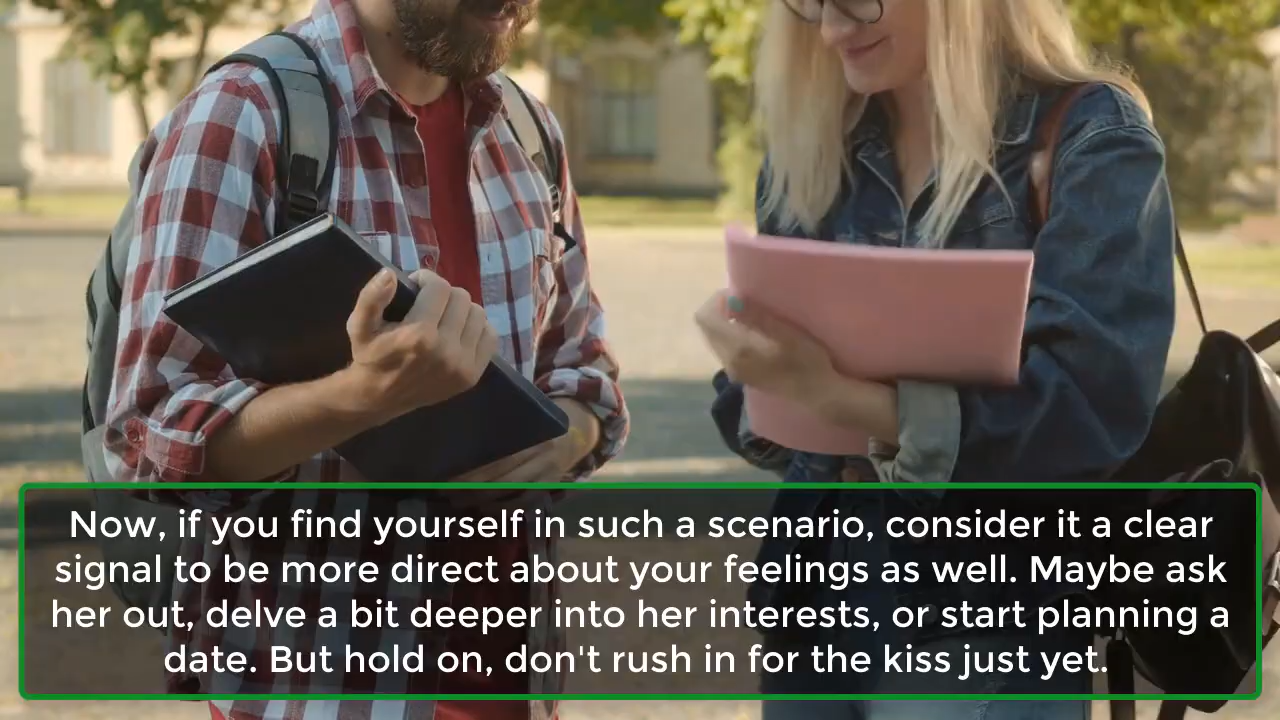 Now, if you find yourself in such a scenario, consider it a clear
signal to be more direct about your feelings as well. Maybe ask
her out, delve a bit deeper into her interests, or start planning a
date. But hold on, don't rush in for the kiss just yet.